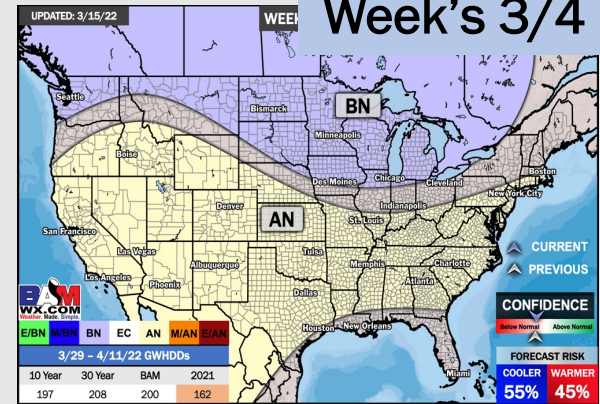 UPDATED: 3/15/22
WEEK
Week's 3/4
Seattle
Bismarck
BN
Minneapolis
Boise
Des Moines
Chicago
Cleveland
Boston
New York City
Indianapolis
Denver
AN
St. Louis
San Francisco
Las Vegas
Tulsa
Memphis
Charlotte
Los Angeles
Albuquerque
Phoenix
Atlanta
Dallas
Houston
New Orleans
Miami
CURRENT
PREVIOUS
CONFIDENCE
Below Normal Above Normal
FORECAST RISK
COOLER WARMER
55% 45%
BAM
WX.COM
Weather. Made. Simple.
E/BN M/BN BN EC AN M/AN E/AN
3/29 – 4/11/22 GWHDDs
10 Year 30 Year BAM 2021
197 208 200 162